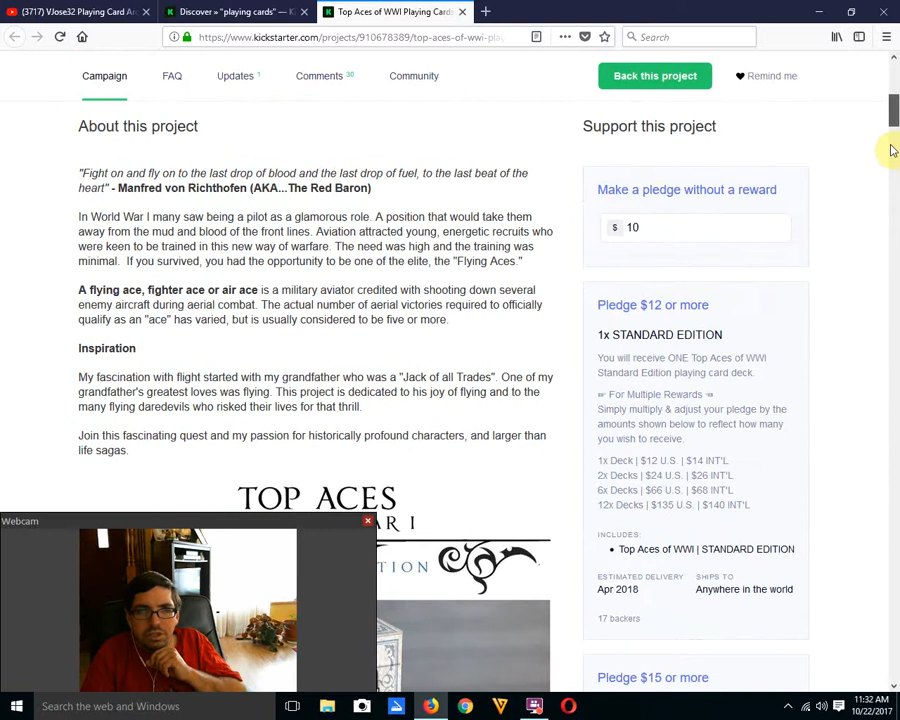 (3717) VJose32 Playing Card Ar
Discover » "playing cards" — K
Top Aces of WWI Playing Cards
https://www.kickstarter.com/projects/910678389/top-aces-of-wwi-play
Search
Campaign
FAQ
Updates 1
Comments 30
Community
Back this project
Remind me
About this project
Support this project
"Fight on and fly on to the last drop of blood and the last drop of fuel, to the last beat of the
heart" - Manfred von Richthofen (AKA...The Red Baron)
In World War I many saw being a pilot as a glamorous role. A position that would take them
away from the mud and blood of the front lines. Aviation attracted young, energetic recruits who
were keen to be trained in this new way of warfare. The need was high and the training was
minimal. If you survived, you had the opportunity to be one of the elite, the "Flying Aces."
A flying ace, fighter ace or air ace is a military aviator credited with shooting down several
enemy aircraft during aerial combat. The actual number of aerial victories required to officially
qualify as an "ace" has varied, but is usually considered to be five or more.
Inspiration
My fascination with flight started with my grandfather who was a "Jack of all Trades". One of my
grandfather's greatest loves was flying. This project is dedicated to his joy of flying and to the
many flying daredevils who risked their lives for that thrill.
Join this fascinating quest and my passion for historically profound characters, and larger than
life sagas.
TOP ACES
Make a pledge without a reward
$ 10
Pledge $12 or more
1x STANDARD EDITION
You will receive ONE Top Aces of WWI
Standard Edition playing card deck.
☞ For Multiple Rewards ☜
Simply multiply & adjust your pledge by the
amounts shown below to reflect how many
you wish to receive.
1x Deck | $12 U.S. | $14 INT'L
2x Decks | $24 U.S. | $26 INT'L
6x Decks | $66 U.S. | $68 INT'L
12x Decks | $135 U.S. | $140 INT'L
INCLUDES:
• Top Aces of WWI | STANDARD EDITION
ESTIMATED DELIVERY
SHIPS TO
Apr 2018
Anywhere in the world
17 backers
Pledge $15 or more
Webcam
Search the web and Windows
11:32 AM
10/22/2017